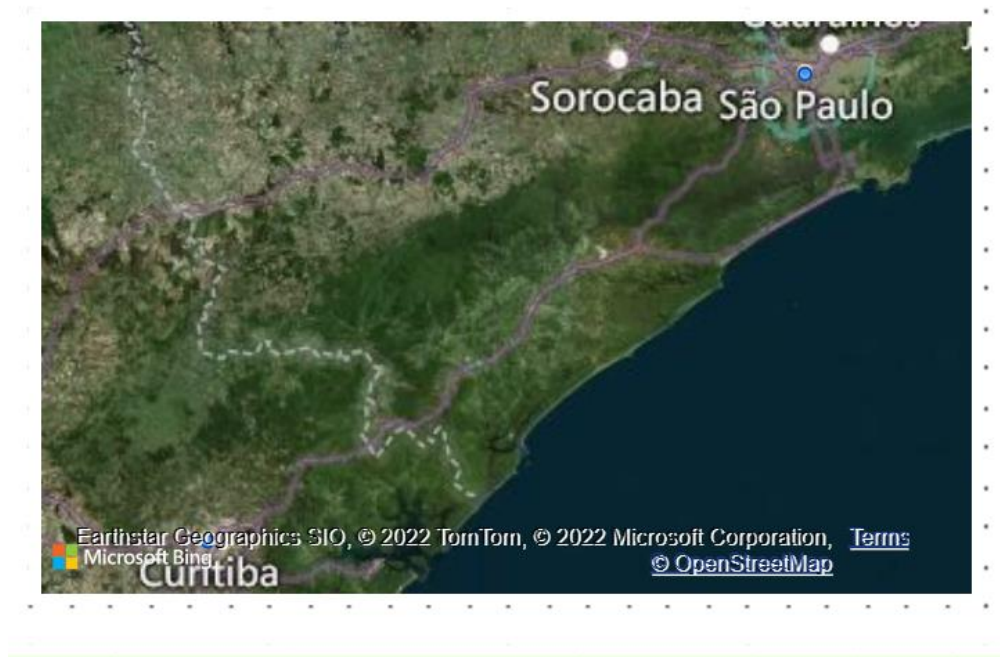 Sorocaba
São Paulo
Earthstar Geographics SIO, © 2022 TomTom, © 2022 Microsoft Corporation, Terms
Microsoft Bing
© OpenStreetMap
Curitiba